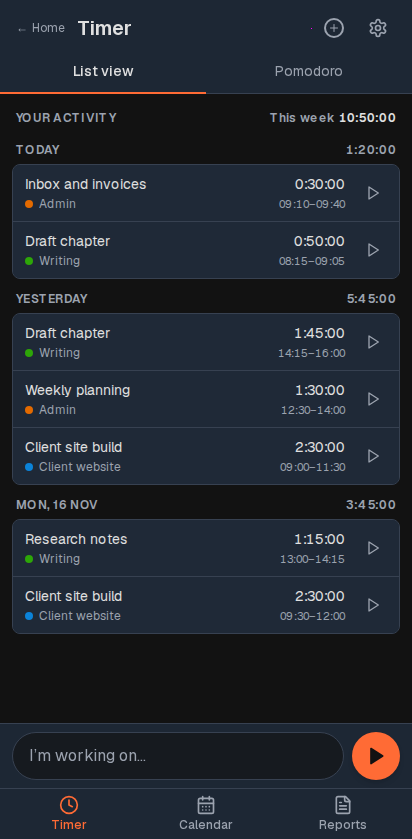 ← Home Timer
List view Pomodoro
YOUR ACTIVITY This week 10:50:00
TODAY 1:20:00
Inbox and invoices 0:30:00
Admin 09:10–09:40
Draft chapter 0:50:00
Writing 08:15–09:05
YESTERDAY 5:45:00
Draft chapter 1:45:00
Writing 14:15–16:00
Weekly planning 1:30:00
Admin 12:30–14:00
Client site build 2:30:00
Client website 09:00–11:30
MON, 16 NOV 3:45:00
Research notes 1:15:00
Writing 13:00–14:15
Client site build 2:30:00
Client website 09:30–12:00
I'm working on...
Timer Calendar Reports